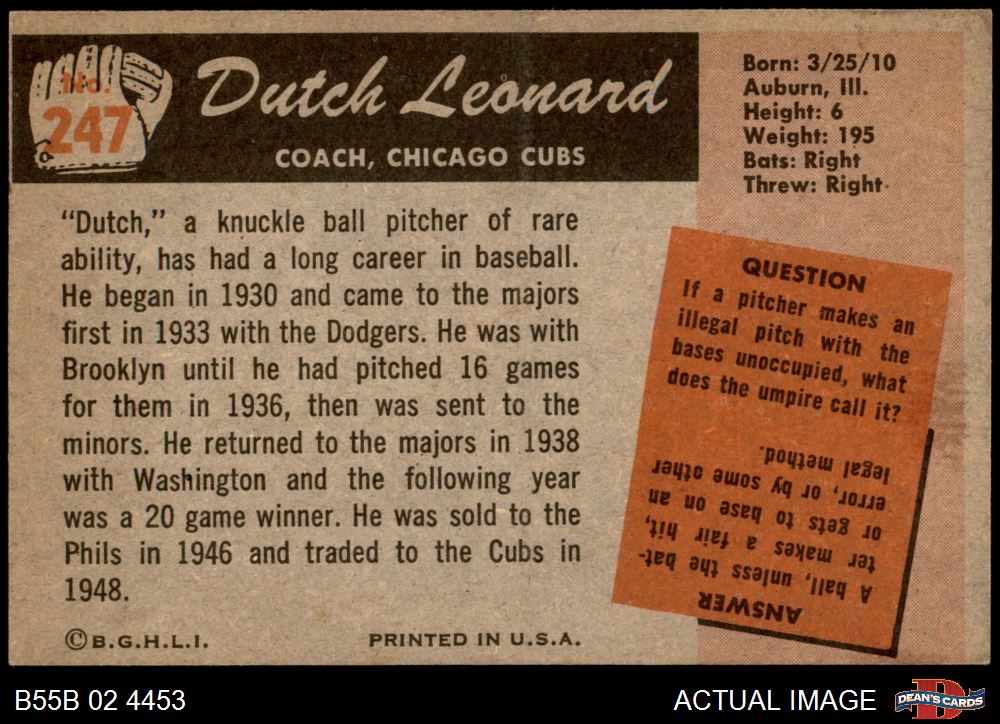 No.
247
Dutch Leonard
COACH, CHICAGO CUBS
Born: 3/25/10
Auburn, Ill.
Height: 6
Weight: 195
Bats: Right
Threw: Right
"Dutch," a knuckle ball pitcher of rare
ability, has had a long career in baseball.
He began in 1930 and came to the majors
first in 1933 with the Dodgers. He was with
Brooklyn until he had pitched 16 games
for them in 1936, then was sent to the
minors. He returned to the majors in 1938
with Washington and the following year
was a 20 game winner. He was sold to the
Phils in 1946 and traded to the Cubs in
1948.
©B.G.H.L.I.
PRINTED IN U.S.A.
QUESTION
If a pitcher makes an
illegal pitch with the
bases unoccupied, what
does the umpire call it?
ANSWER
A ball, unless the bat-
ter makes a fair hit,
or gets to base on an
error, or by some other
legal method.
B55B 02 4453
ACTUAL IMAGE
D
DEAN'S CARDS